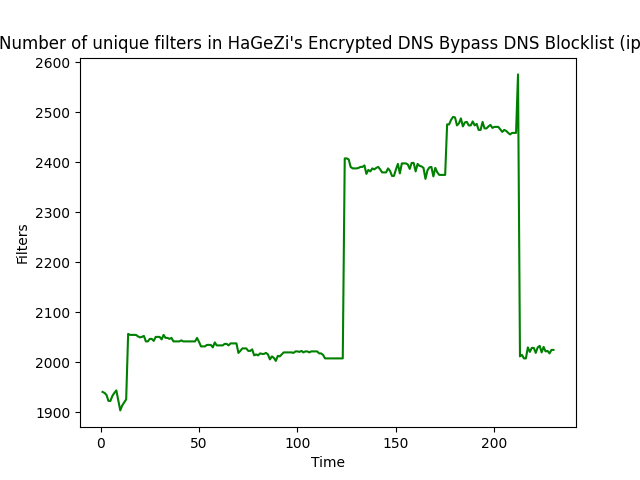 Number of unique filters in HaGeZi's Encrypted DNS Bypass DNS Blocklist (ip
2600
2500
2400
2300
2200
2100
2000
1900
Filters
0 50 100 150 200
Time